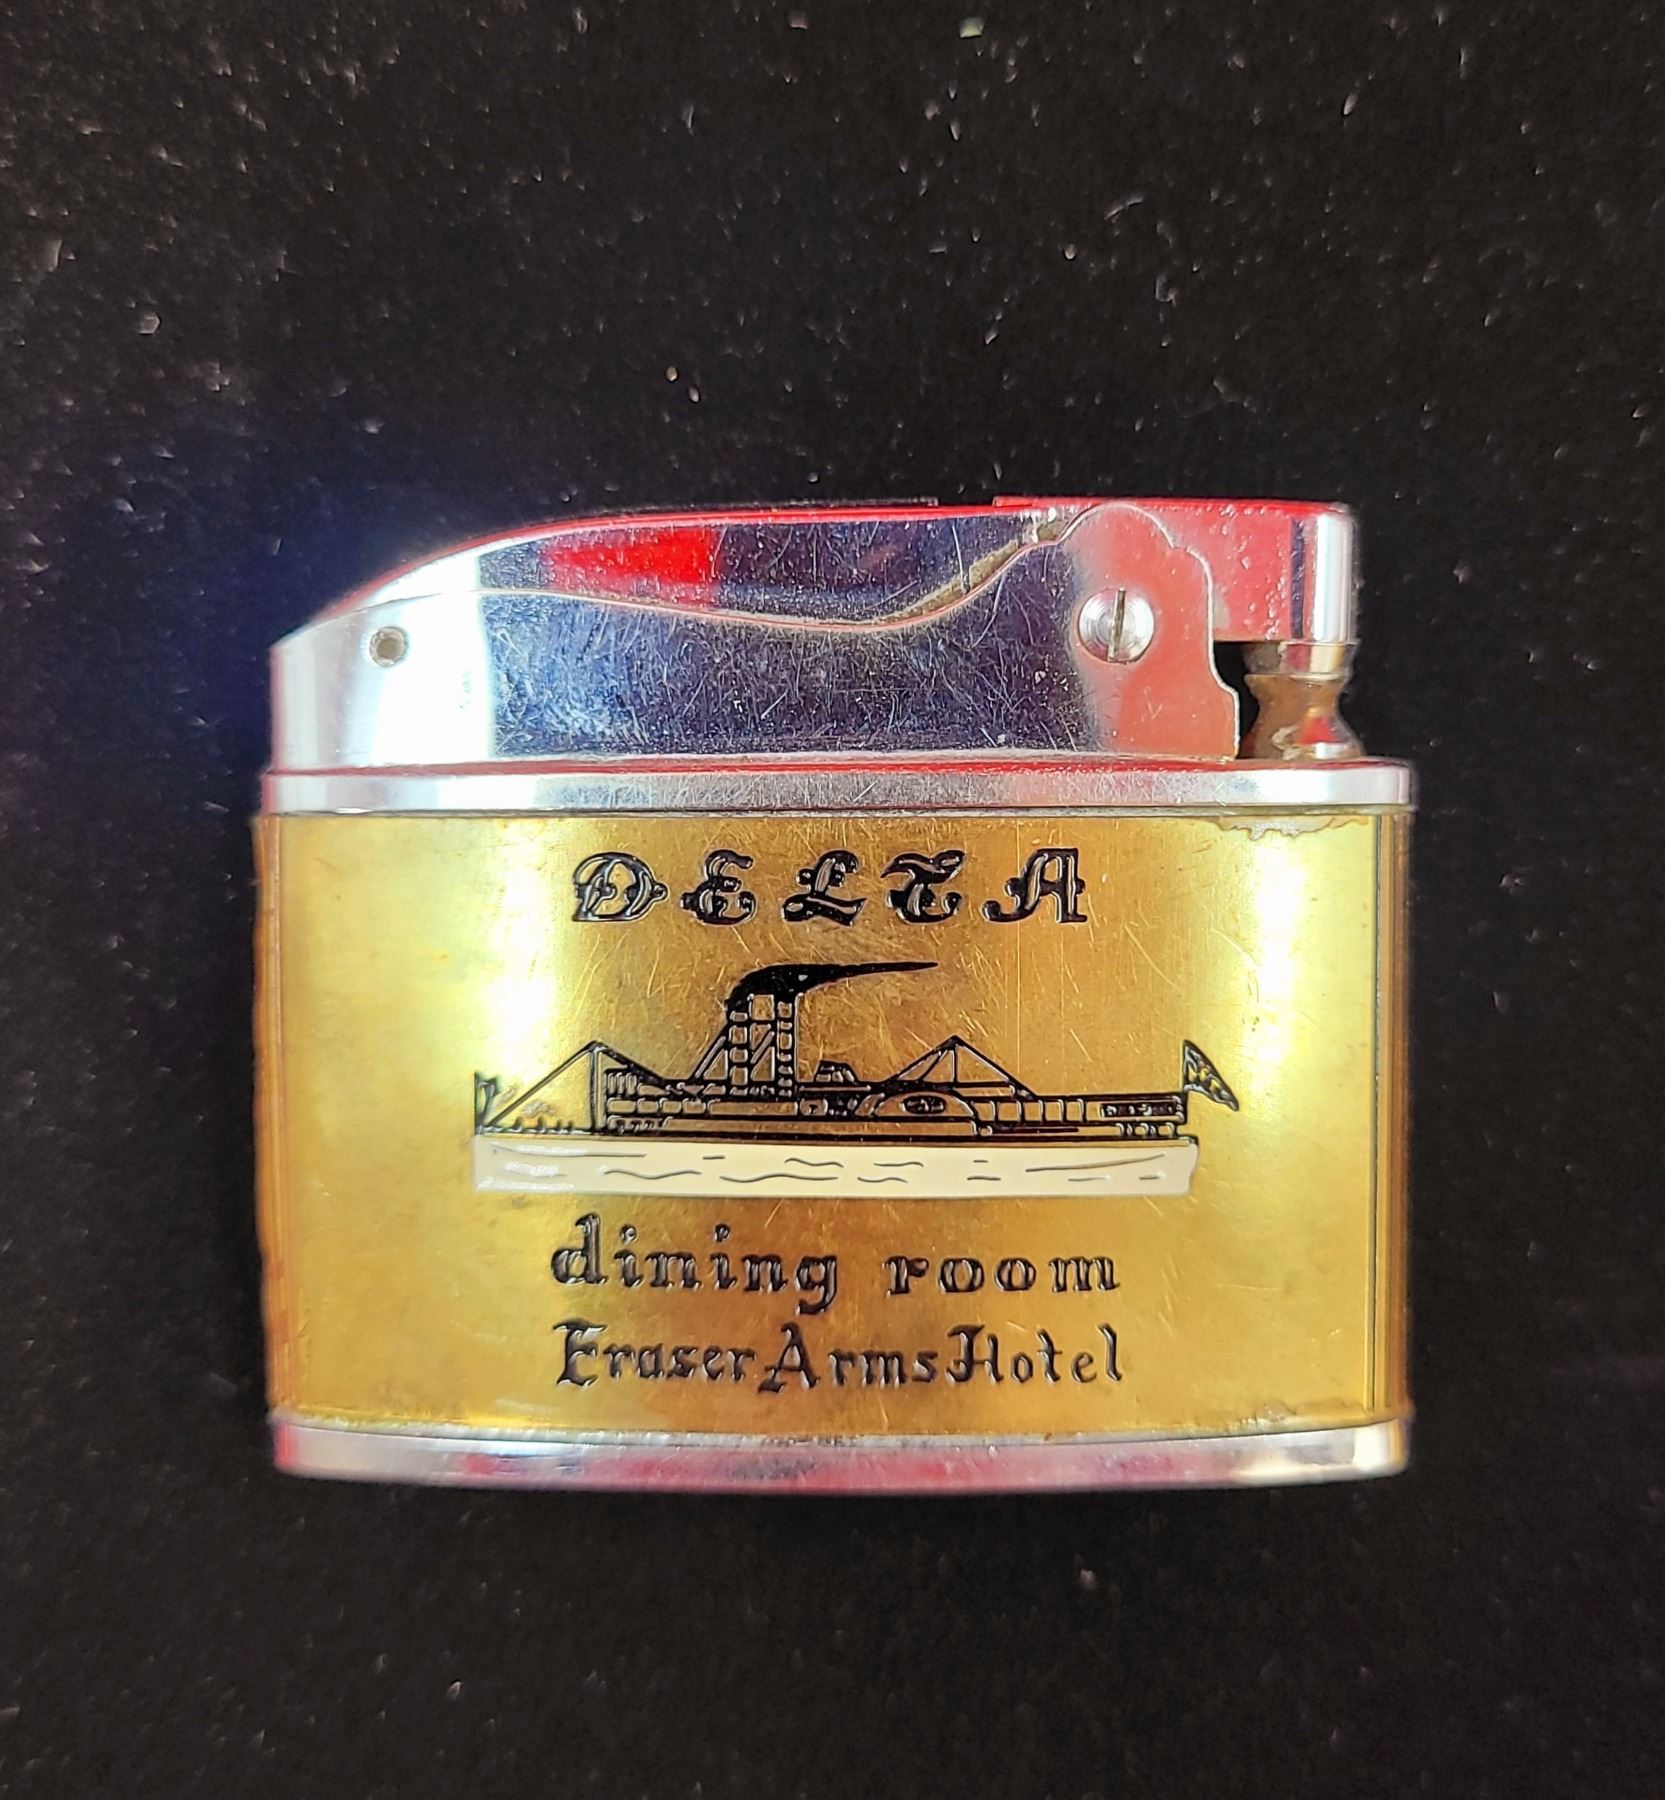 DELTA
dining room
Fraser Arms Hotel